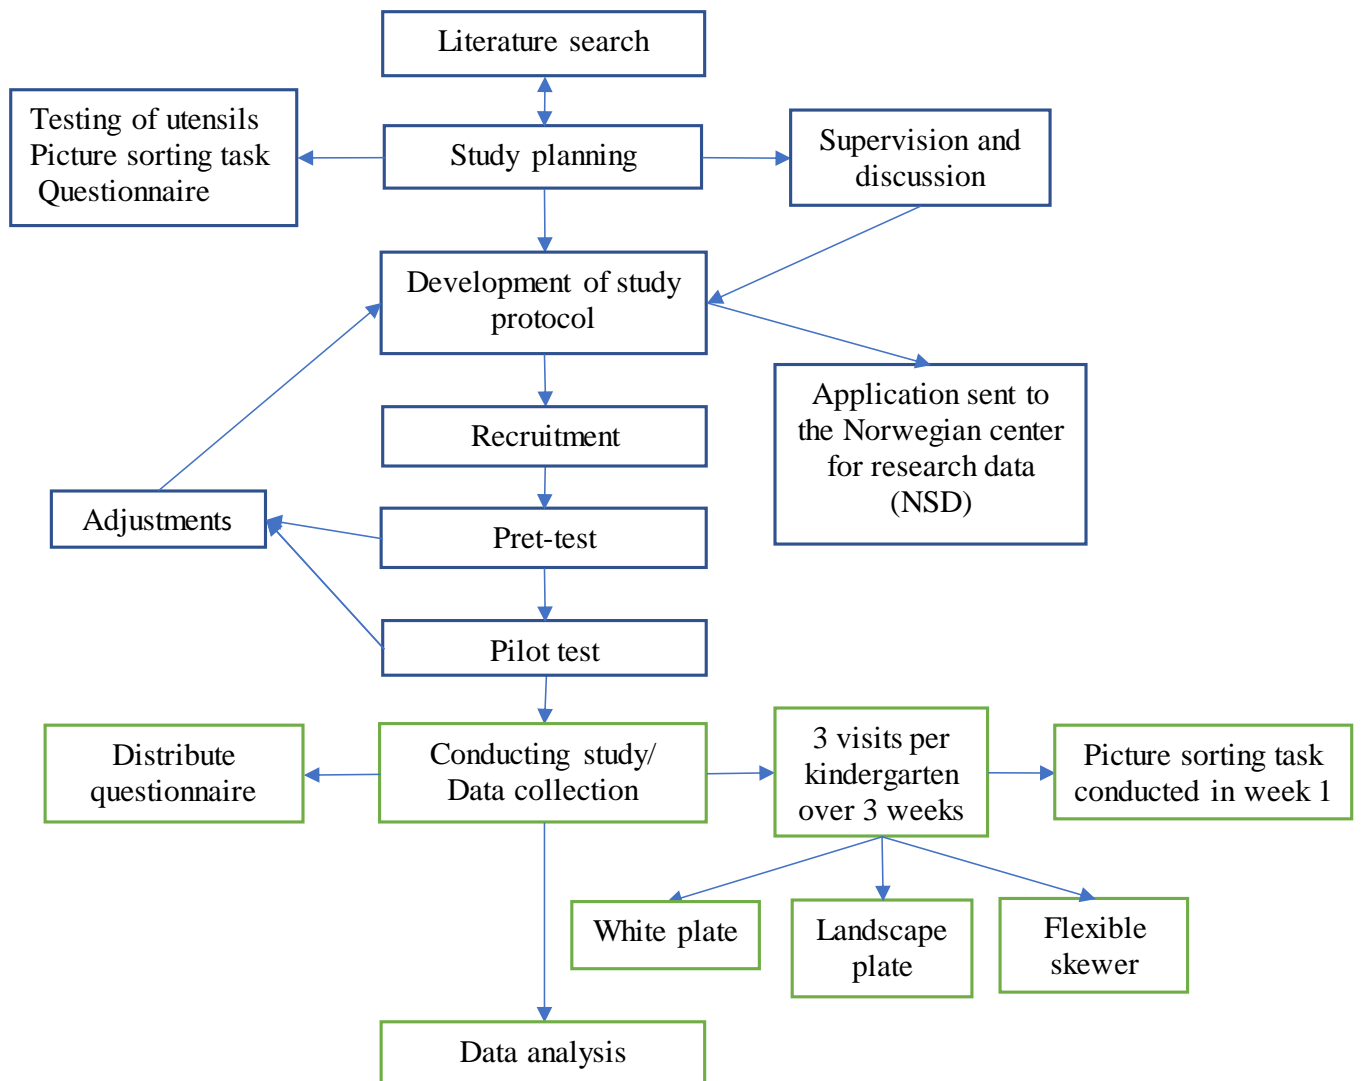 Literature search
Testing of utensils
Picture sorting task
Questionnaire
Study planning
Supervision and
discussion
Development of study
protocol
Application sent to
the Norwegian center
for research data
(NSD)
Recruitment
Adjustments
Pret-test
Pilot test
Distribute
questionnaire
Conducting study/
Data collection
3 visits per
kindergarten
over 3 weeks
Picture sorting task
conducted in week 1
White plate
Landscape
plate
Flexible
skewer
Data analysis